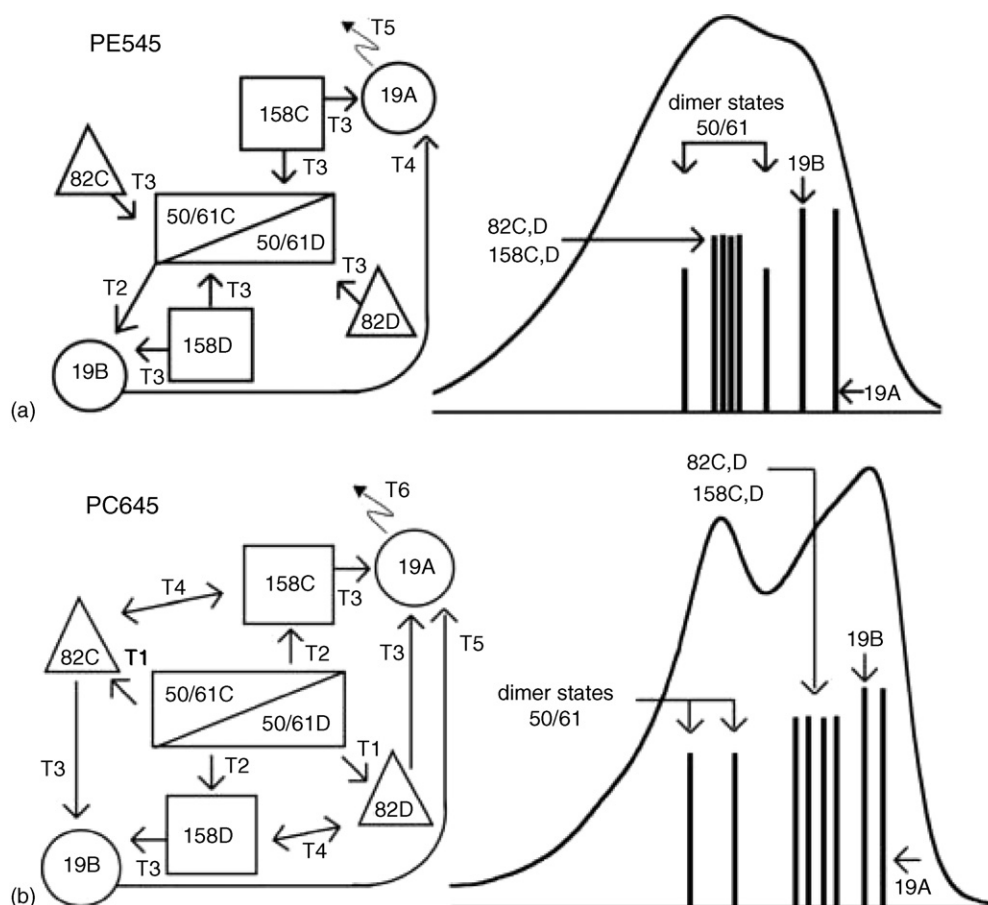 PE545
T5
19A
158C
T3
T3
T4
82C
T3
50/61C
50/61D
T3
T2
T3
82D
158D
T3
19B
(a)
dimer states
50/61
19B
82C,D
158C,D
19A
PC645
T6
19A
158C
T3
T4
82C
T1
T2
T3
T5
50/61C
50/61D
T1
T2
T3
82D
158D
T4
T3
19B
(b)
82C,D
158C,D
19B
dimer states
50/61
19A